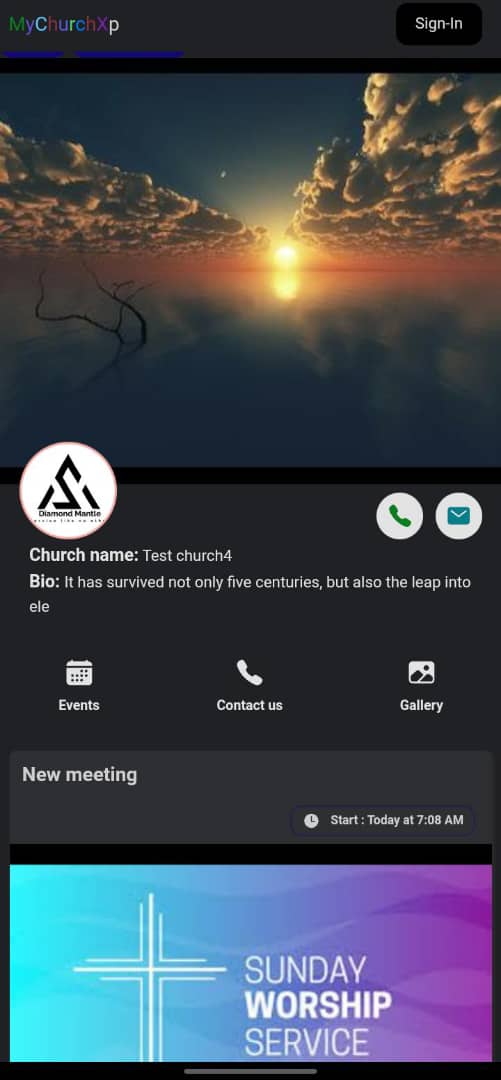 MyChurchXp
Sign-In
Diamond Mantle
Church name: Test church4
Bio: It has survived not only five centuries, but also the leap into
ele
Events
Contact us
Gallery
New meeting
Start : Today at 7:08 AM
SUNDAY
WORSHIP
SERVICE